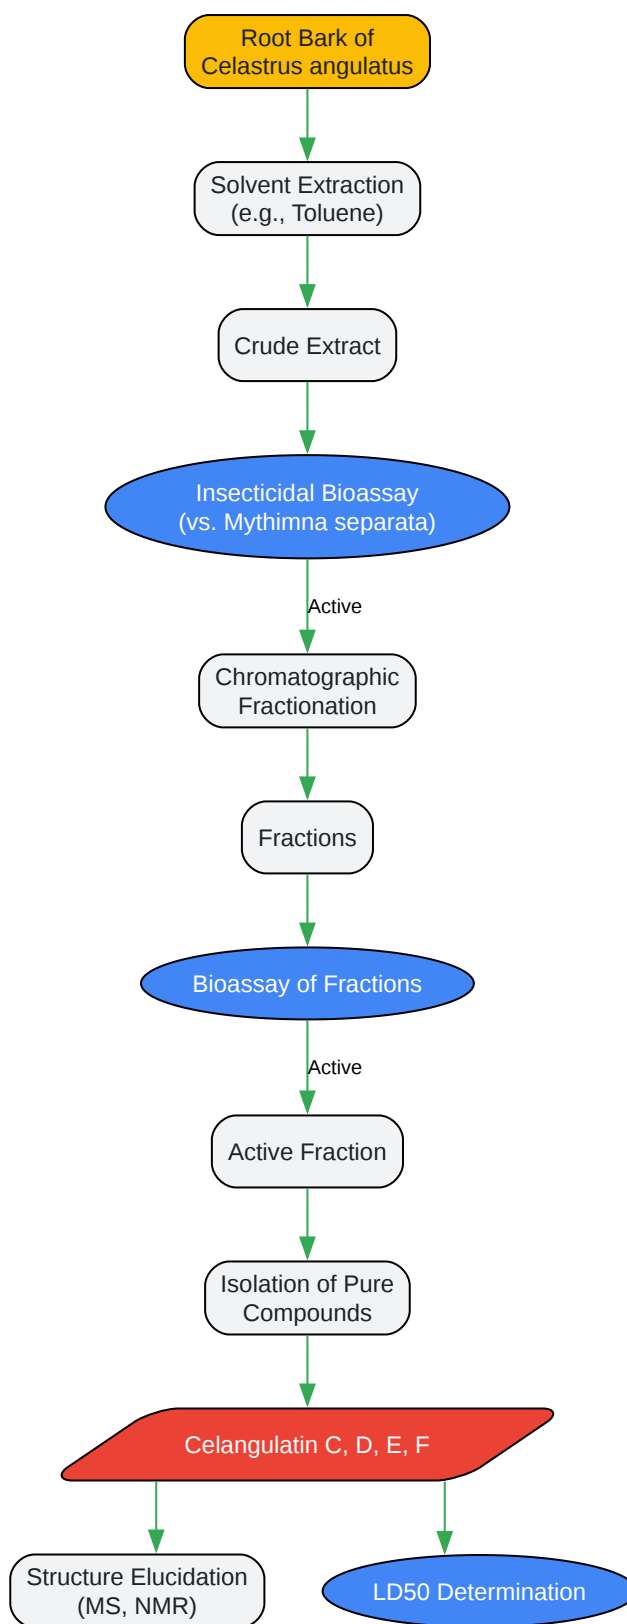 Root Bark of
Celastrus angulatus
Solvent Extraction
(e.g., Toluene)
Crude Extract
Insecticidal Bioassay
(vs. Mythimna separata)
Active
Chromatographic
Fractionation
Fractions
Bioassay of Fractions
Active
Active Fraction
Isolation of Pure
Compounds
Celangulatin C, D, E, F
Structure Elucidation
(MS, NMR)
LD50 Determination